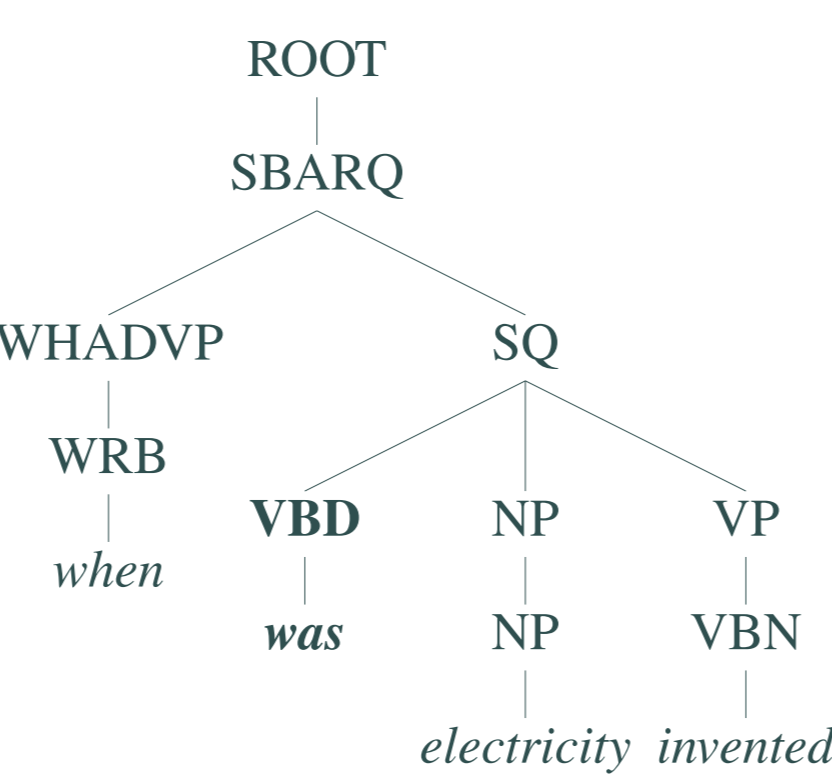 ROOT
SBARQ
WHADVP SQ
WRB
VBD NP VP
when
was NP VBN
electricity invented